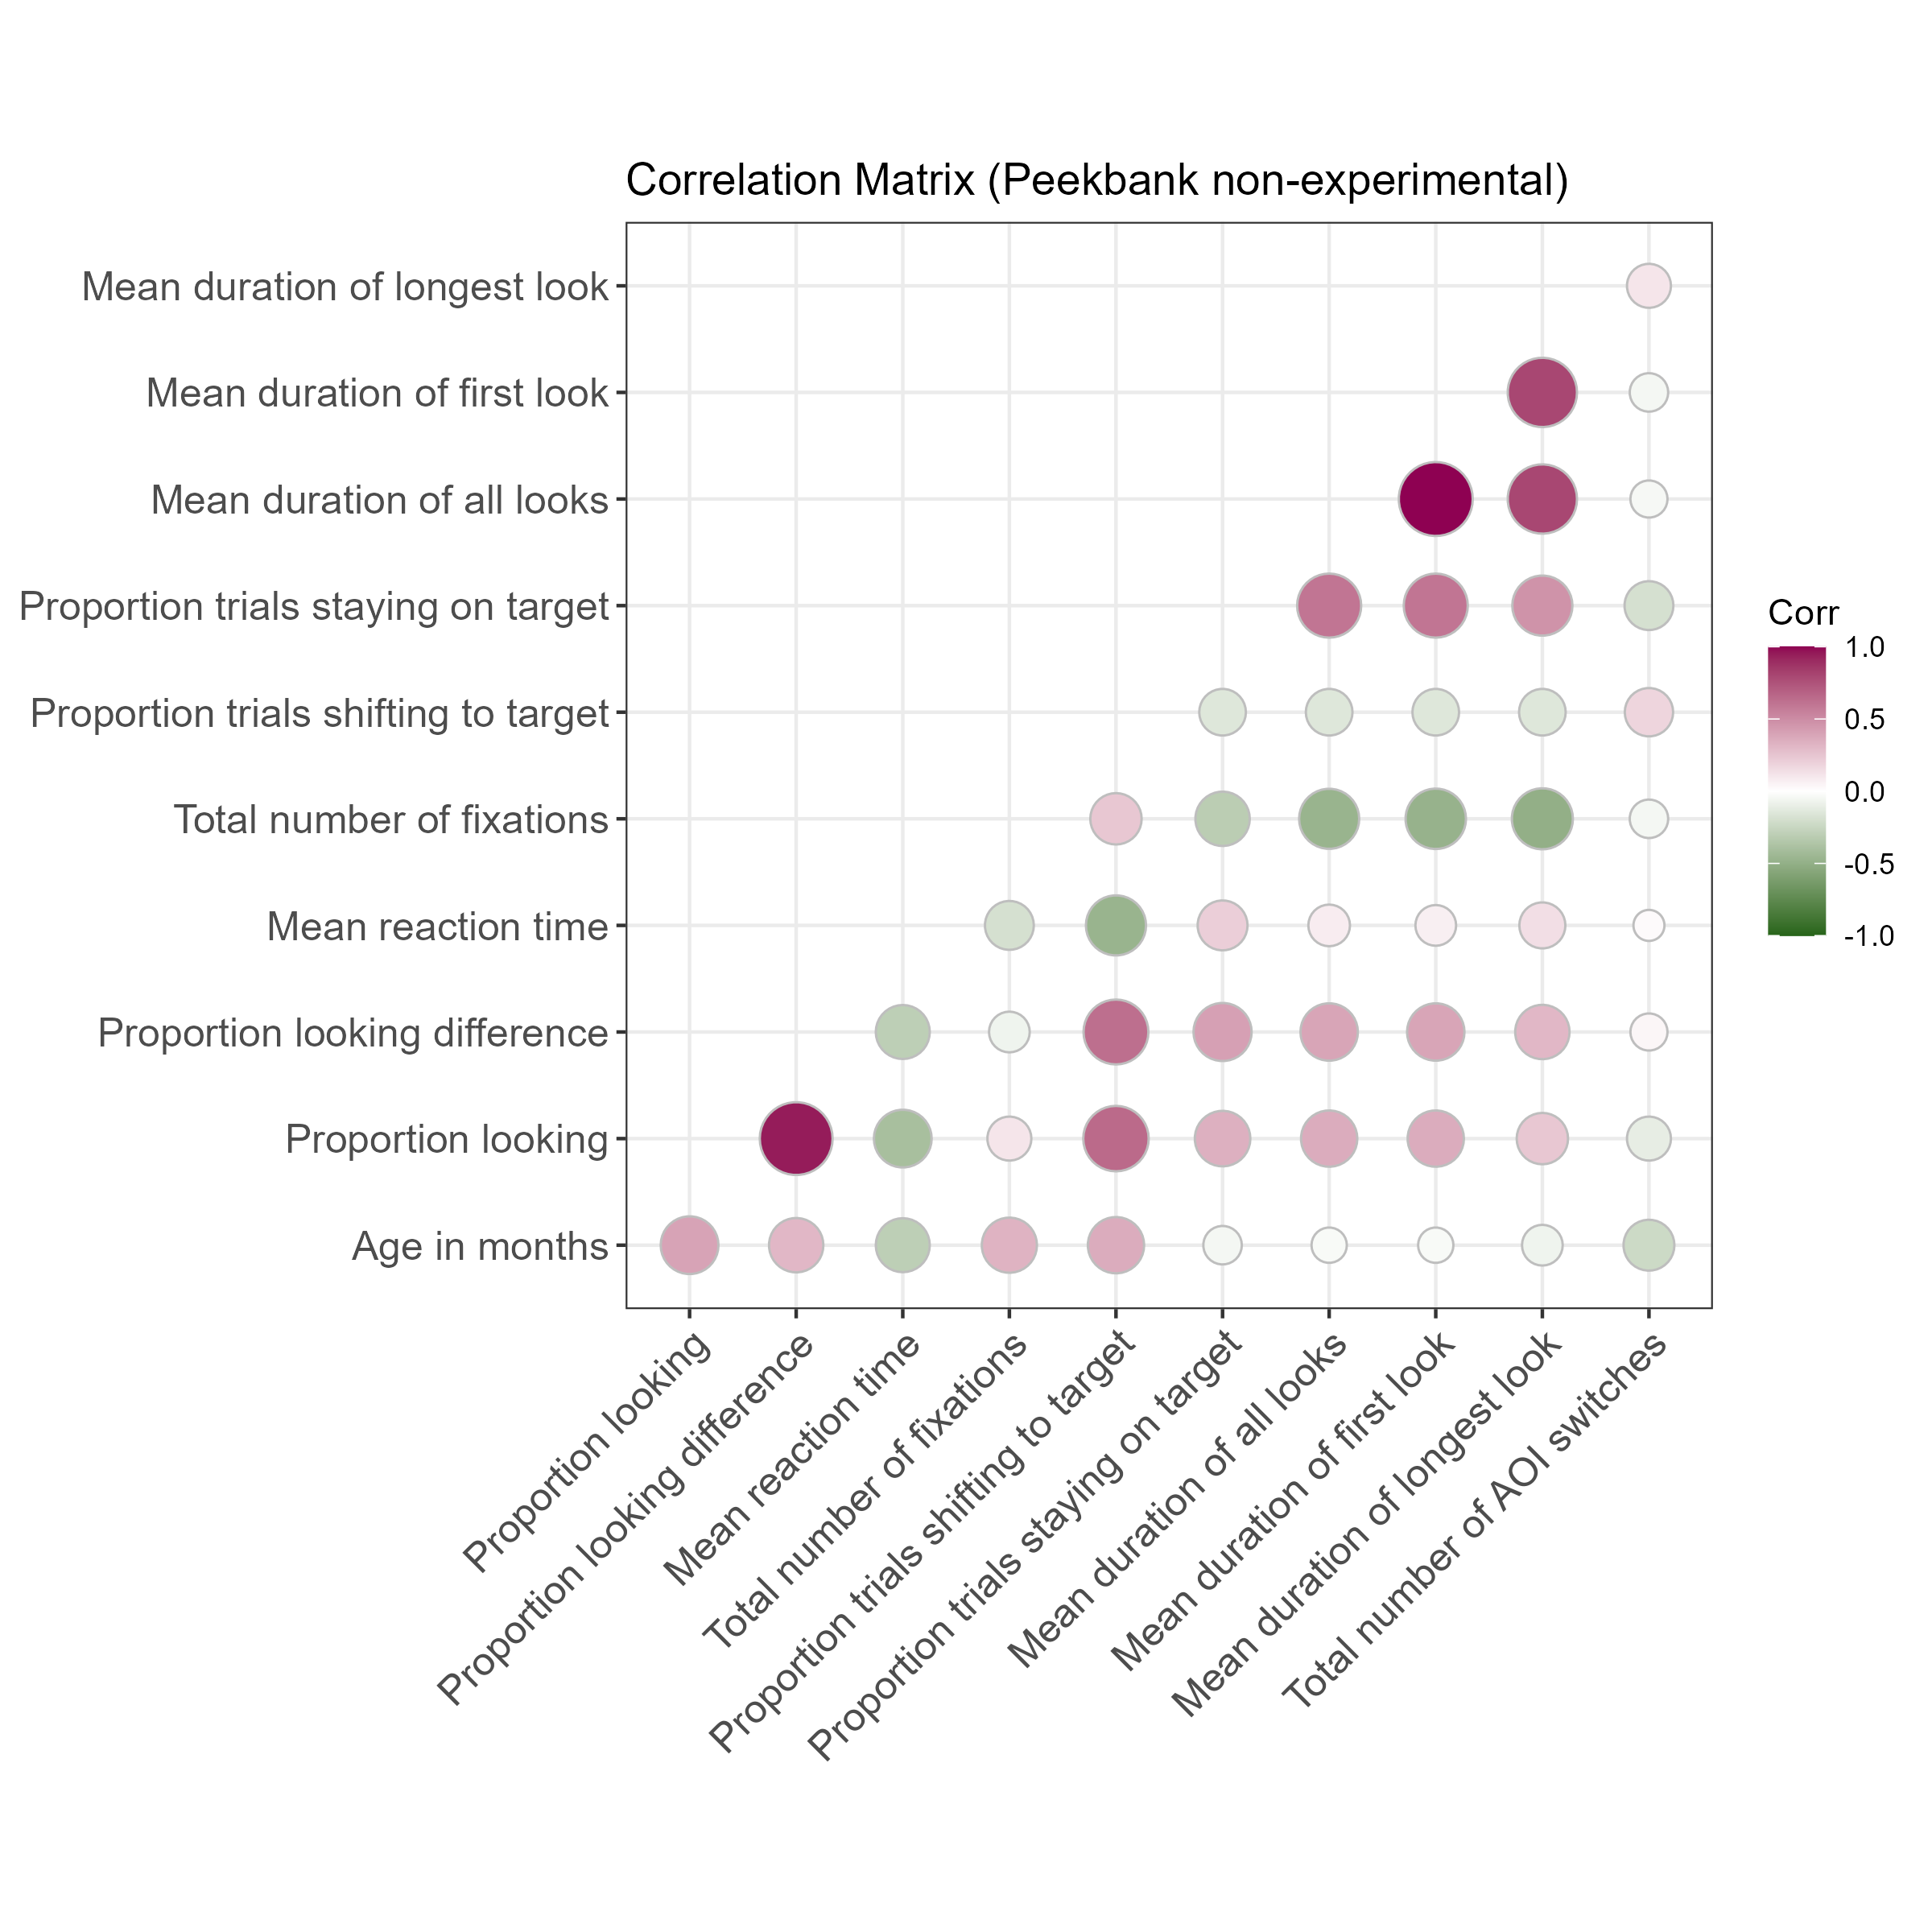 Correlation Matrix (Peekbank non-experimental)
Mean duration of longest look
Mean duration of first look
Mean duration of all looks
Proportion trials staying on target
Proportion trials shifting to target
Total number of fixations
Mean reaction time
Proportion looking difference
Proportion looking
Age in months
Proportion looking
Proportion looking difference
Mean reaction time
Total number of fixations
Proportion trials shifting to target
Proportion trials staying on target
Mean duration of all looks
Mean duration of first look
Mean duration of longest look
Total number of AOI switches
Corr
1.0
0.5
0.0
-0.5
-1.0